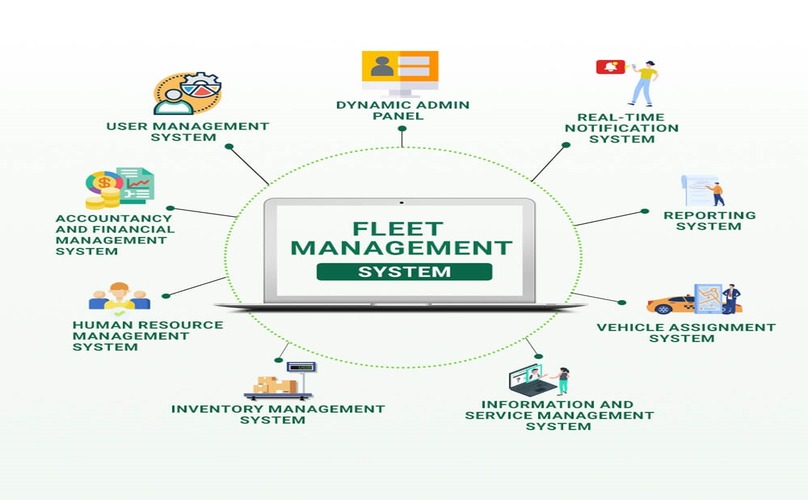 DYNAMIC ADMIN
PANEL
USER MANAGEMENT
SYSTEM
REAL-TIME
NOTIFICATION
SYSTEM
ACCOUNTANCY
AND FINANCIAL
MANAGEMENT
SYSTEM
FLEET
MANAGEMENT
SYSTEM
REPORTING
SYSTEM
HUMAN RESOURCE
MANAGEMENT
SYSTEM
VEHICLE ASSIGNMENT
SYSTEM
INVENTORY MANAGEMENT
SYSTEM
INFORMATION AND
SERVICE MANAGEMENT
SYSTEM